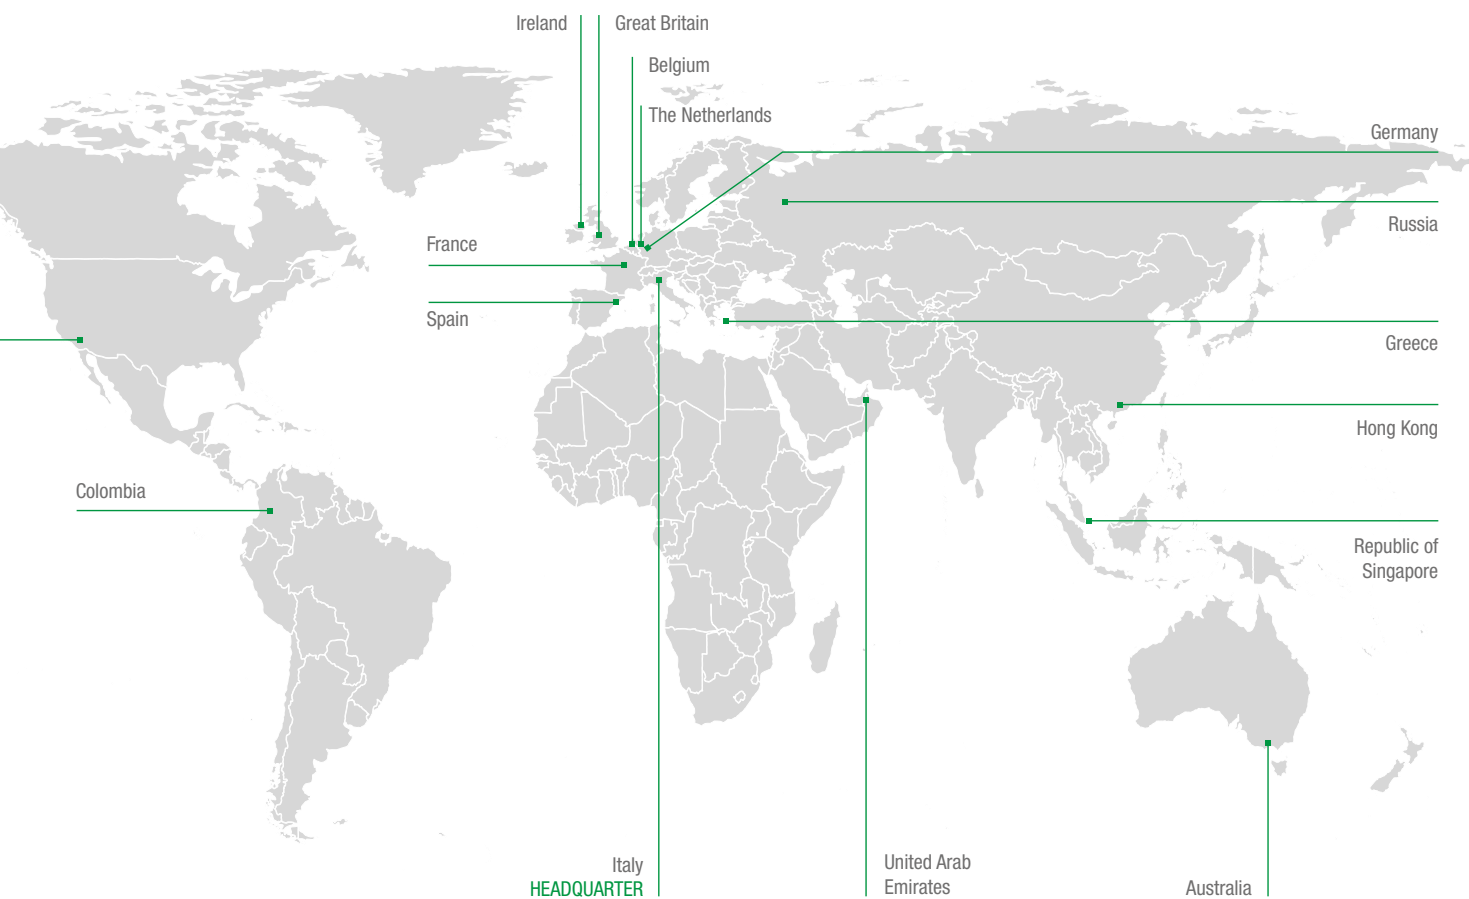 Ireland
Great Britain
Belgium
The Netherlands
Germany
Russia
France
Spain
Greece
Hong Kong
Colombia
Republic of
Singapore
Italy
HEADQUARTER
United Arab
Emirates
Australia